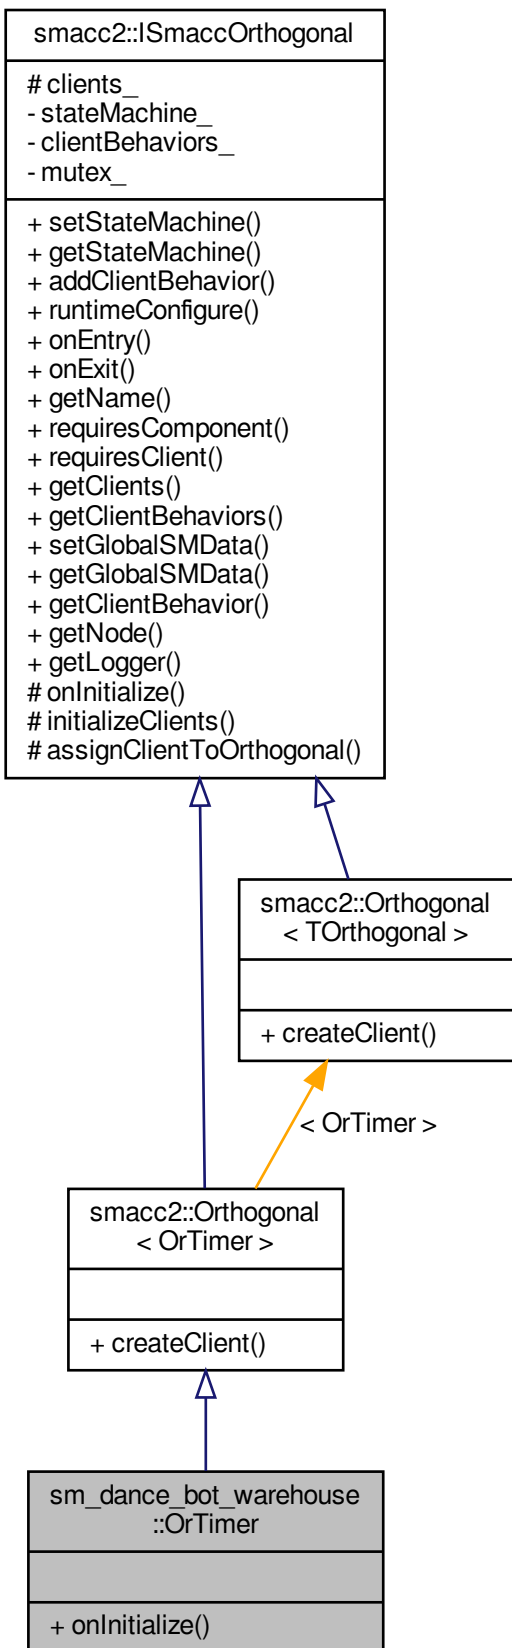 smacc2::ISmaccOrthogonal
# clients_
- stateMachine_
- clientBehaviors_
- mutex_
+ setStateMachine()
+ getStateMachine()
+ addClientBehavior()
+ runtimeConfigure()
+ onEntry()
+ onExit()
+ getName()
+ requiresComponent()
+ requiresClient()
+ getClients()
+ getClientBehaviors()
+ setGlobalSMData()
+ getGlobalSMData()
+ getClientBehavior()
+ getNode()
+ getLogger()
# onInitialize()
# initializeClients()
# assignClientToOrthogonal()
smacc2::Orthogonal
< TOrthogonal >
+ createClient()
< OrTimer >
smacc2::Orthogonal
< OrTimer >
+ createClient()
sm_dance_bot_warehouse
::OrTimer
+ onInitialize()